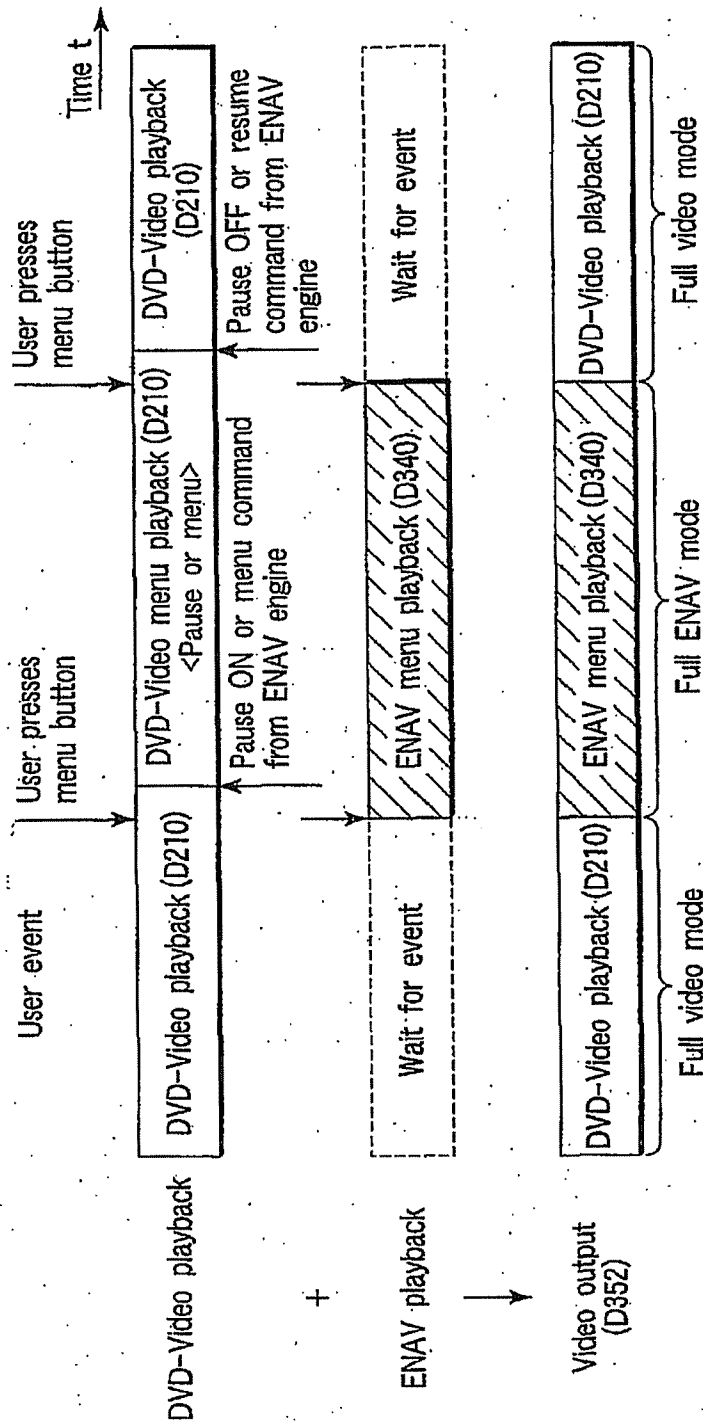 Time t
User event
User presses
menu button
User presses
menu button
DVD-Video playback
DVD-Video playback (D210)
DVD-Video menu playback (D210)
<Pause or menu>
DVD-Video playback
(D210)
Pause ON or menu command
from ENAV engine
Pause OFF or resume
command from ENAV
engine
+
ENAV playback
Wait for event
ENAV menu playback (D340)
Wait for event
Video output
(D352)
DVD-Video playback (D210)
ENAV menu playback (D340)
DVD-Video playback (D210)
Full video mode
Full ENAV mode
Full video mode